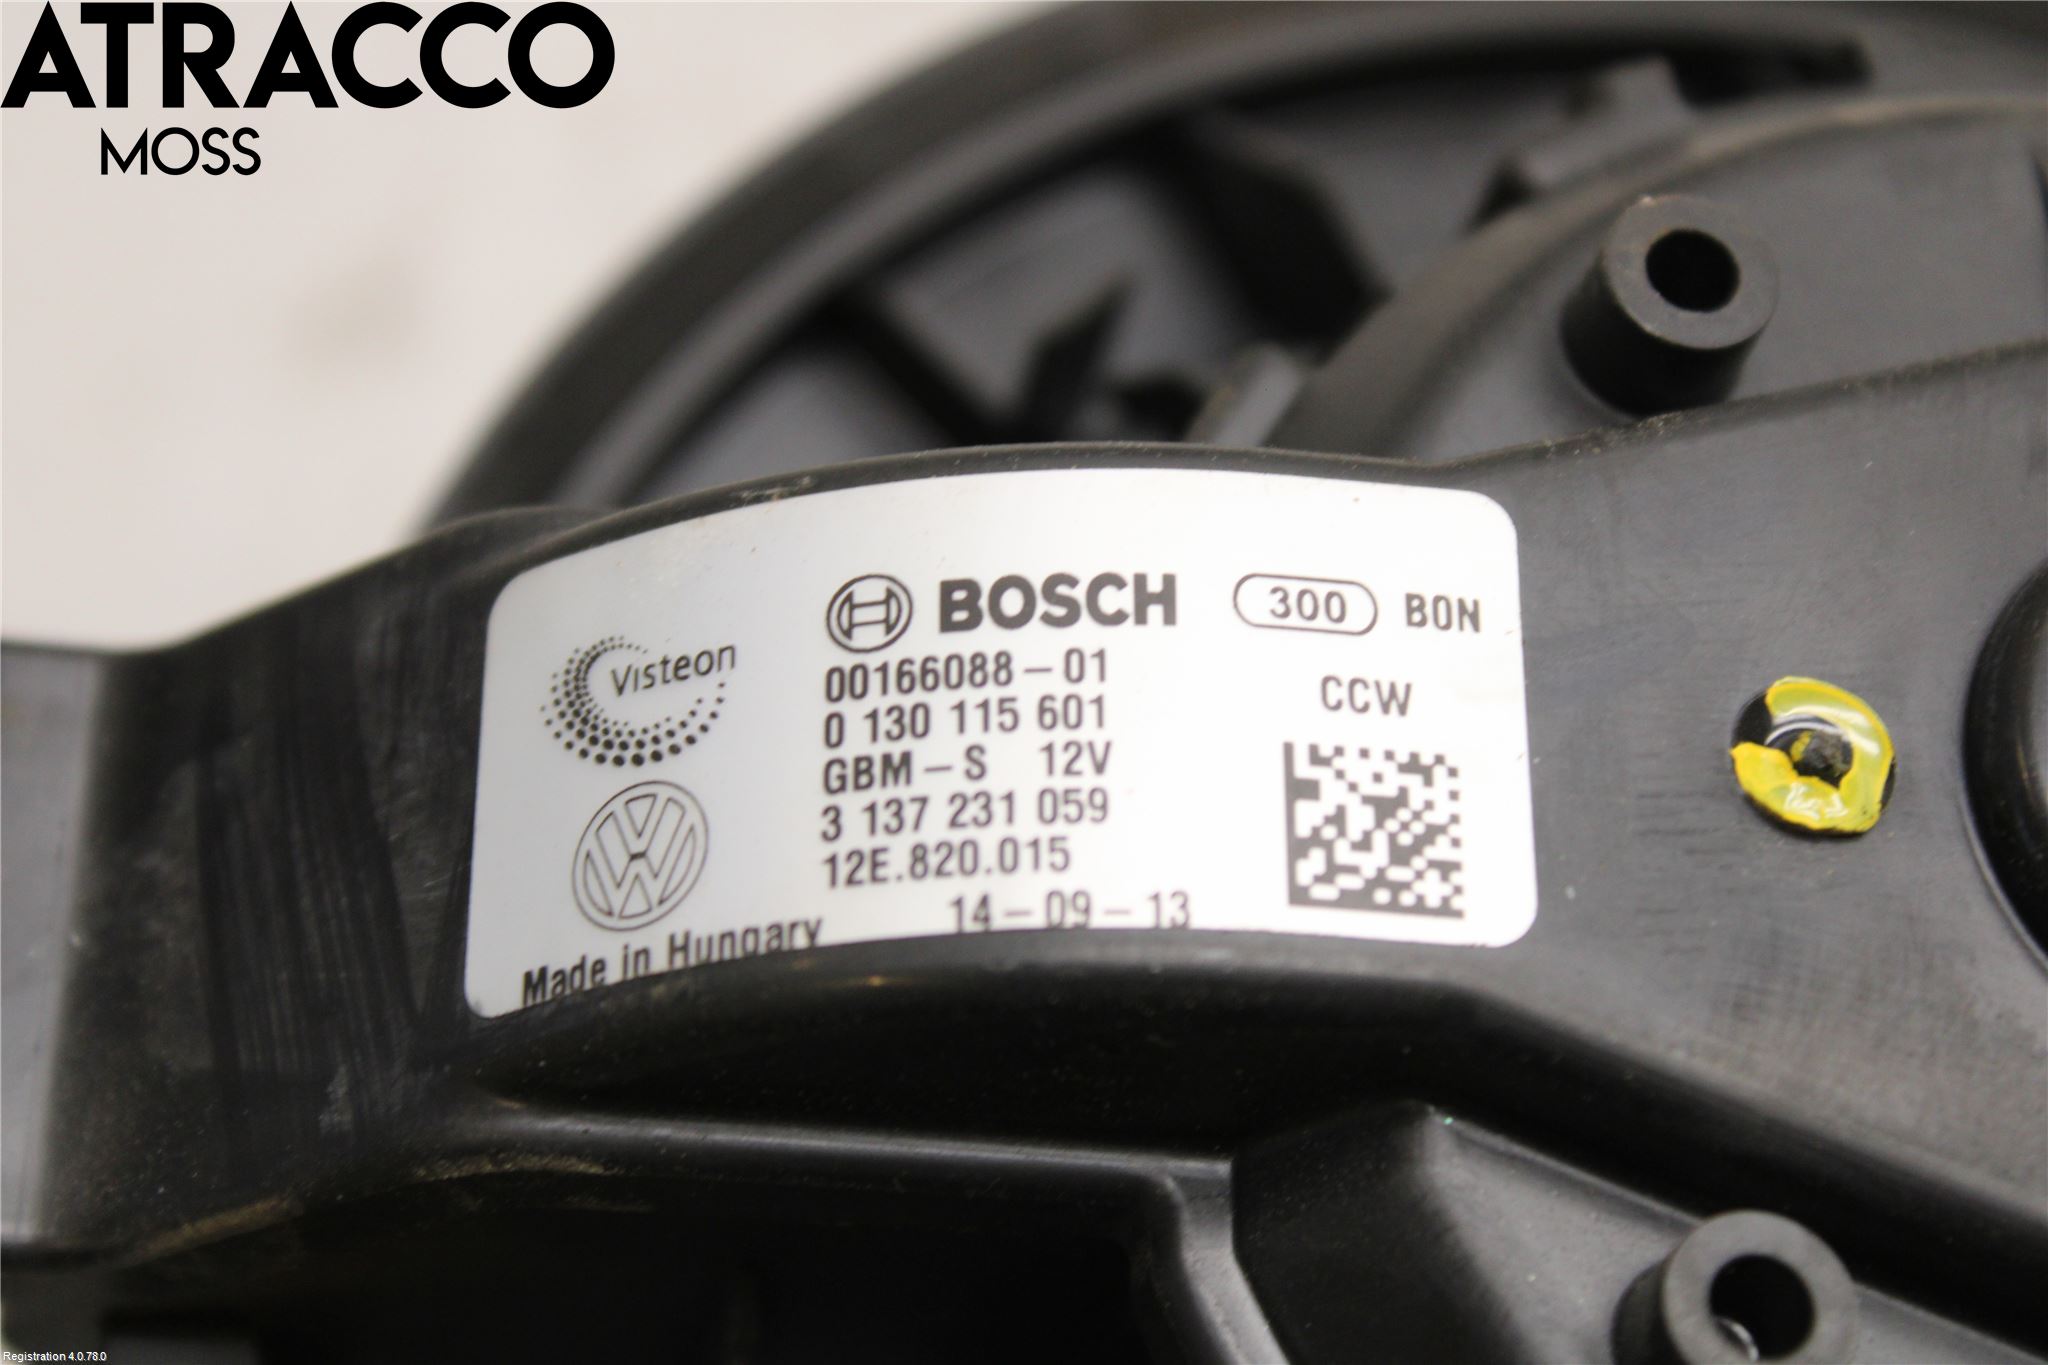 ATRACCO
MOSS
BOSCH 300 BON
Visteon
00166088-01 CCW
0 130 115 601
GBM-S 12V
3 137 231 059
12E.820.015
14-09-13
Made in Hungary
Registration 4.0.78.0